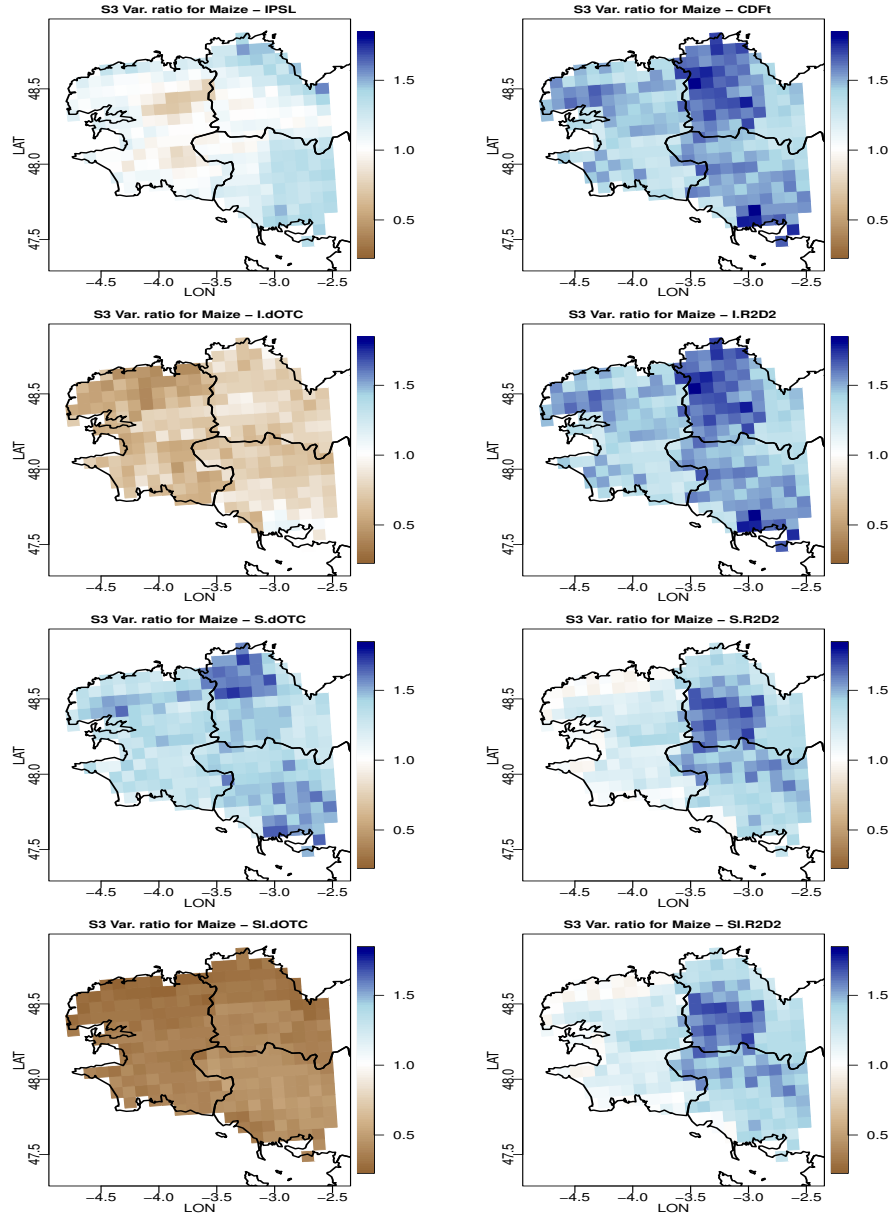 S3 Var. ratio for Maize − IPSL
LAT
48.5
48.0
47.5
1.5
1.0
0.5
−4.5 −4.0 −3.5 −3.0 −2.5
LON
S3 Var. ratio for Maize − CDFt
LAT
48.5
48.0
47.5
1.5
1.0
0.5
−4.5 −4.0 −3.5 −3.0 −2.5
LON
S3 Var. ratio for Maize − I.dOTC
LAT
48.5
48.0
47.5
1.5
1.0
0.5
−4.5 −4.0 −3.5 −3.0 −2.5
LON
S3 Var. ratio for Maize − I.R2D2
LAT
48.5
48.0
47.5
1.5
1.0
0.5
−4.5 −4.0 −3.5 −3.0 −2.5
LON
S3 Var. ratio for Maize − S.dOTC
LAT
48.5
48.0
47.5
1.5
1.0
0.5
−4.5 −4.0 −3.5 −3.0 −2.5
LON
S3 Var. ratio for Maize − S.R2D2
LAT
48.5
48.0
47.5
1.5
1.0
0.5
−4.5 −4.0 −3.5 −3.0 −2.5
LON
S3 Var. ratio for Maize − SI.dOTC
LAT
48.5
48.0
47.5
1.5
1.0
0.5
−4.5 −4.0 −3.5 −3.0 −2.5
LON
S3 Var. ratio for Maize − SI.R2D2
LAT
48.5
48.0
47.5
1.5
1.0
0.5
−4.5 −4.0 −3.5 −3.0 −2.5
LON